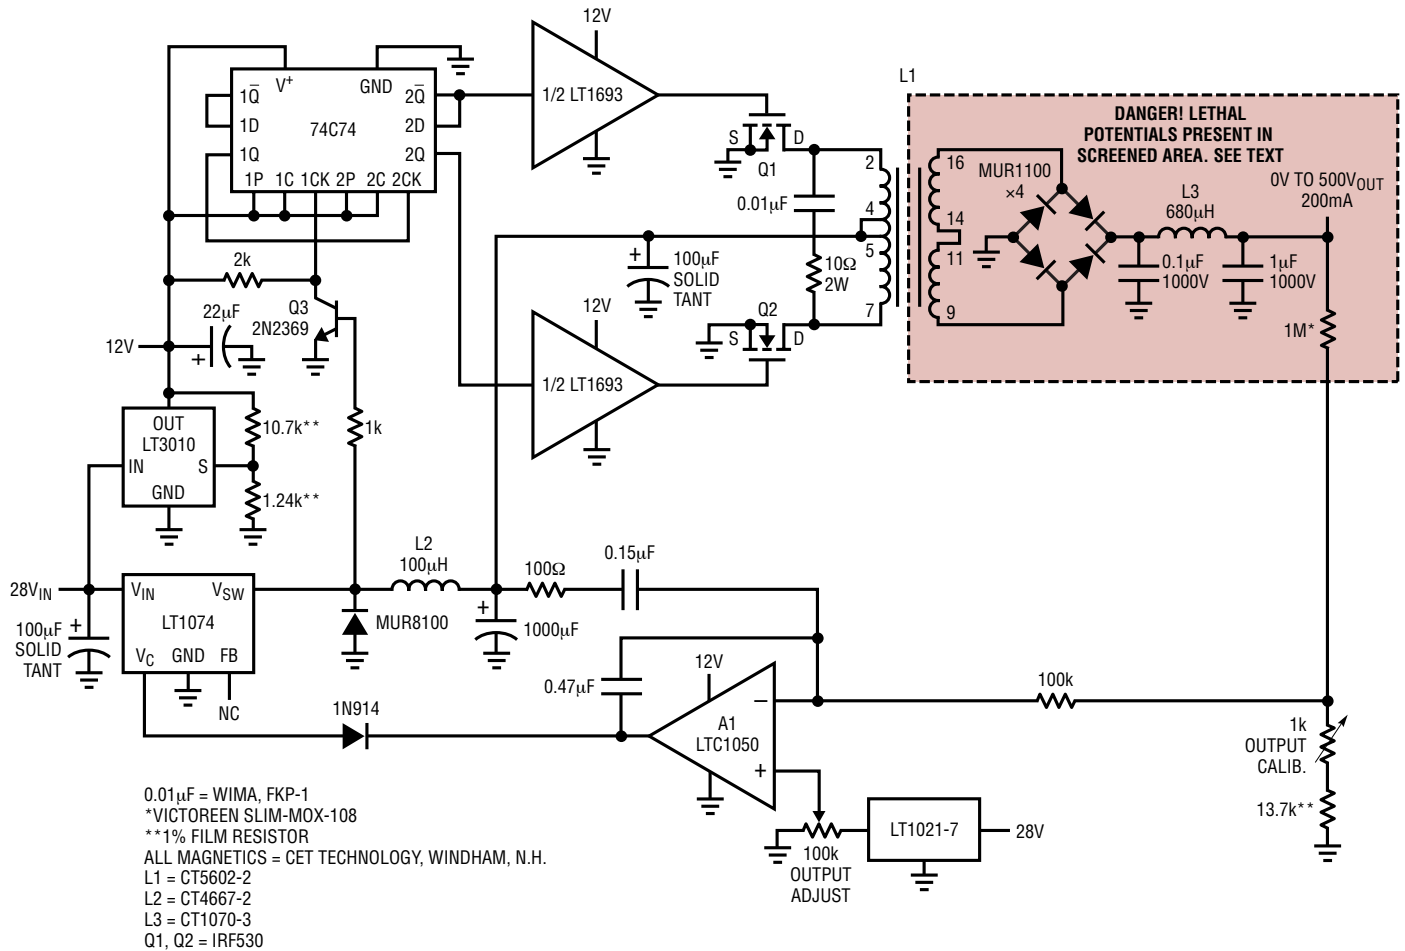 12V
L1
V+
GND
1Q̅
1D
1Q
74C74
2Q̅
2D
2Q
1P 1C 1CK 2P 2C 2CK
1/2 LT1693
S
D
Q1
0.01µF
2
4
5
7
16
14
11
9
DANGER! LETHAL
POTENTIALS PRESENT IN
SCREENED AREA. SEE TEXT
MUR1100
×4
L3
680µH
0V TO 500VOUT
200mA
0.1µF
1000V
1µF
1000V
1M*
2k
Q3
2N2369
22µF
+
12V
+
100µF
SOLID
TANT
10Ω
2W
12V
Q2
S
D
1/2 LT1693
OUT
LT3010
IN
S
GND
10.7k**
1.24k**
1k
28VIN
100µF
SOLID
TANT
+
VIN
VSW
LT1074
VC
GND
FB
NC
L2
100µH
MUR8100
+
1000µF
100Ω
0.15µF
0.47µF
1N914
12V
A1
LTC1050
–
+
100k
1k
OUTPUT
CALIB.
13.7k**
100k
OUTPUT
ADJUST
LT1021-7
28V
0.01µF = WIMA, FKP-1
*VICTOREEN SLIM-MOX-108
**1% FILM RESISTOR
ALL MAGNETICS = CET TECHNOLOGY, WINDHAM, N.H.
L1 = CT5602-2
L2 = CT4667-2
L3 = CT1070-3
Q1, Q2 = IRF530